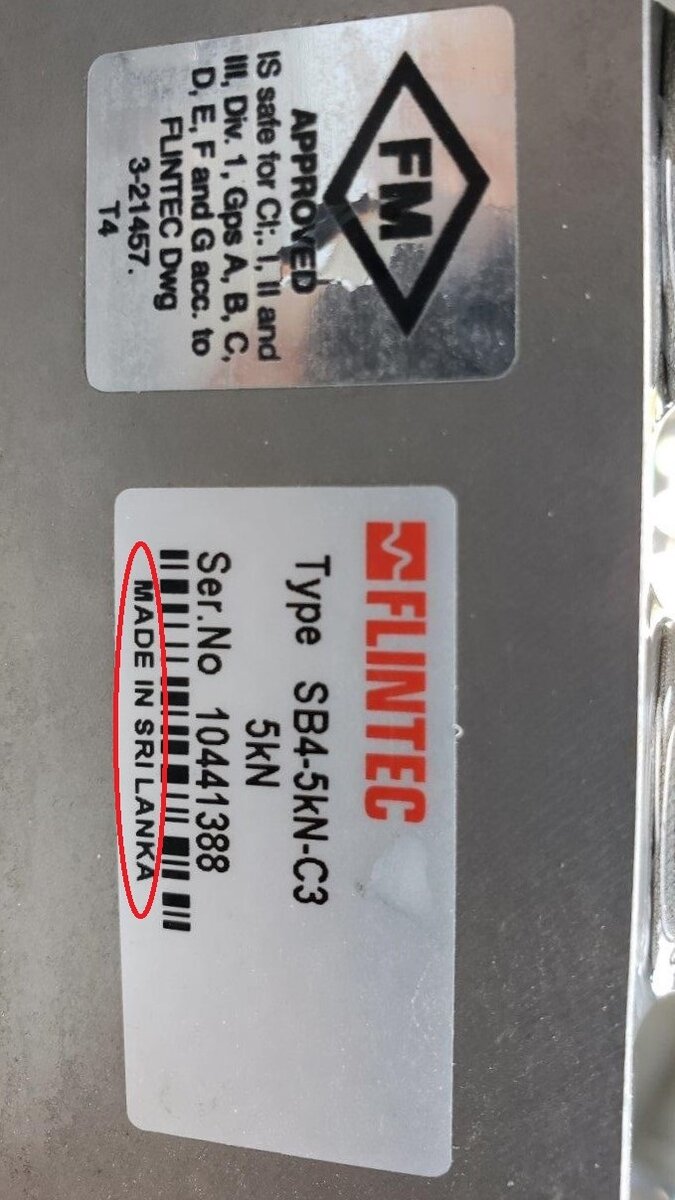 FM
APPROVED
IS safe for Cl;. I, II and
III, Div. 1, Gps A, B, C,
D, E, F and G acc. to
FLINTEC Dwg
3-21457.
T4
FLINTEC
Type SB4-5kN-C3
5kN
Ser.No 10441388
MADE IN SRI LANKA